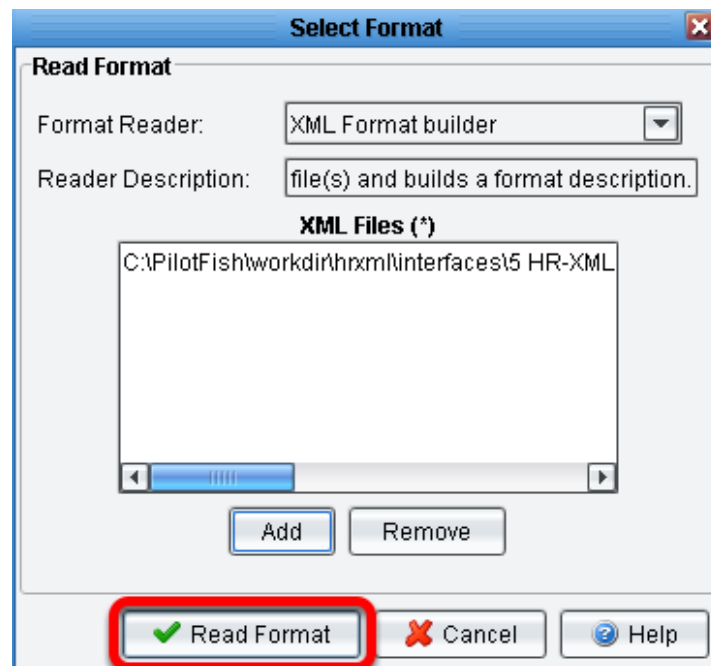 Select Format
Read Format
Format Reader: XML Format builder
Reader Description: file(s) and builds a format description.
XML Files (*)
C:\PilotFish\workdir\hrxml\interfaces\5 HR-XML
Add Remove
Read Format Cancel Help